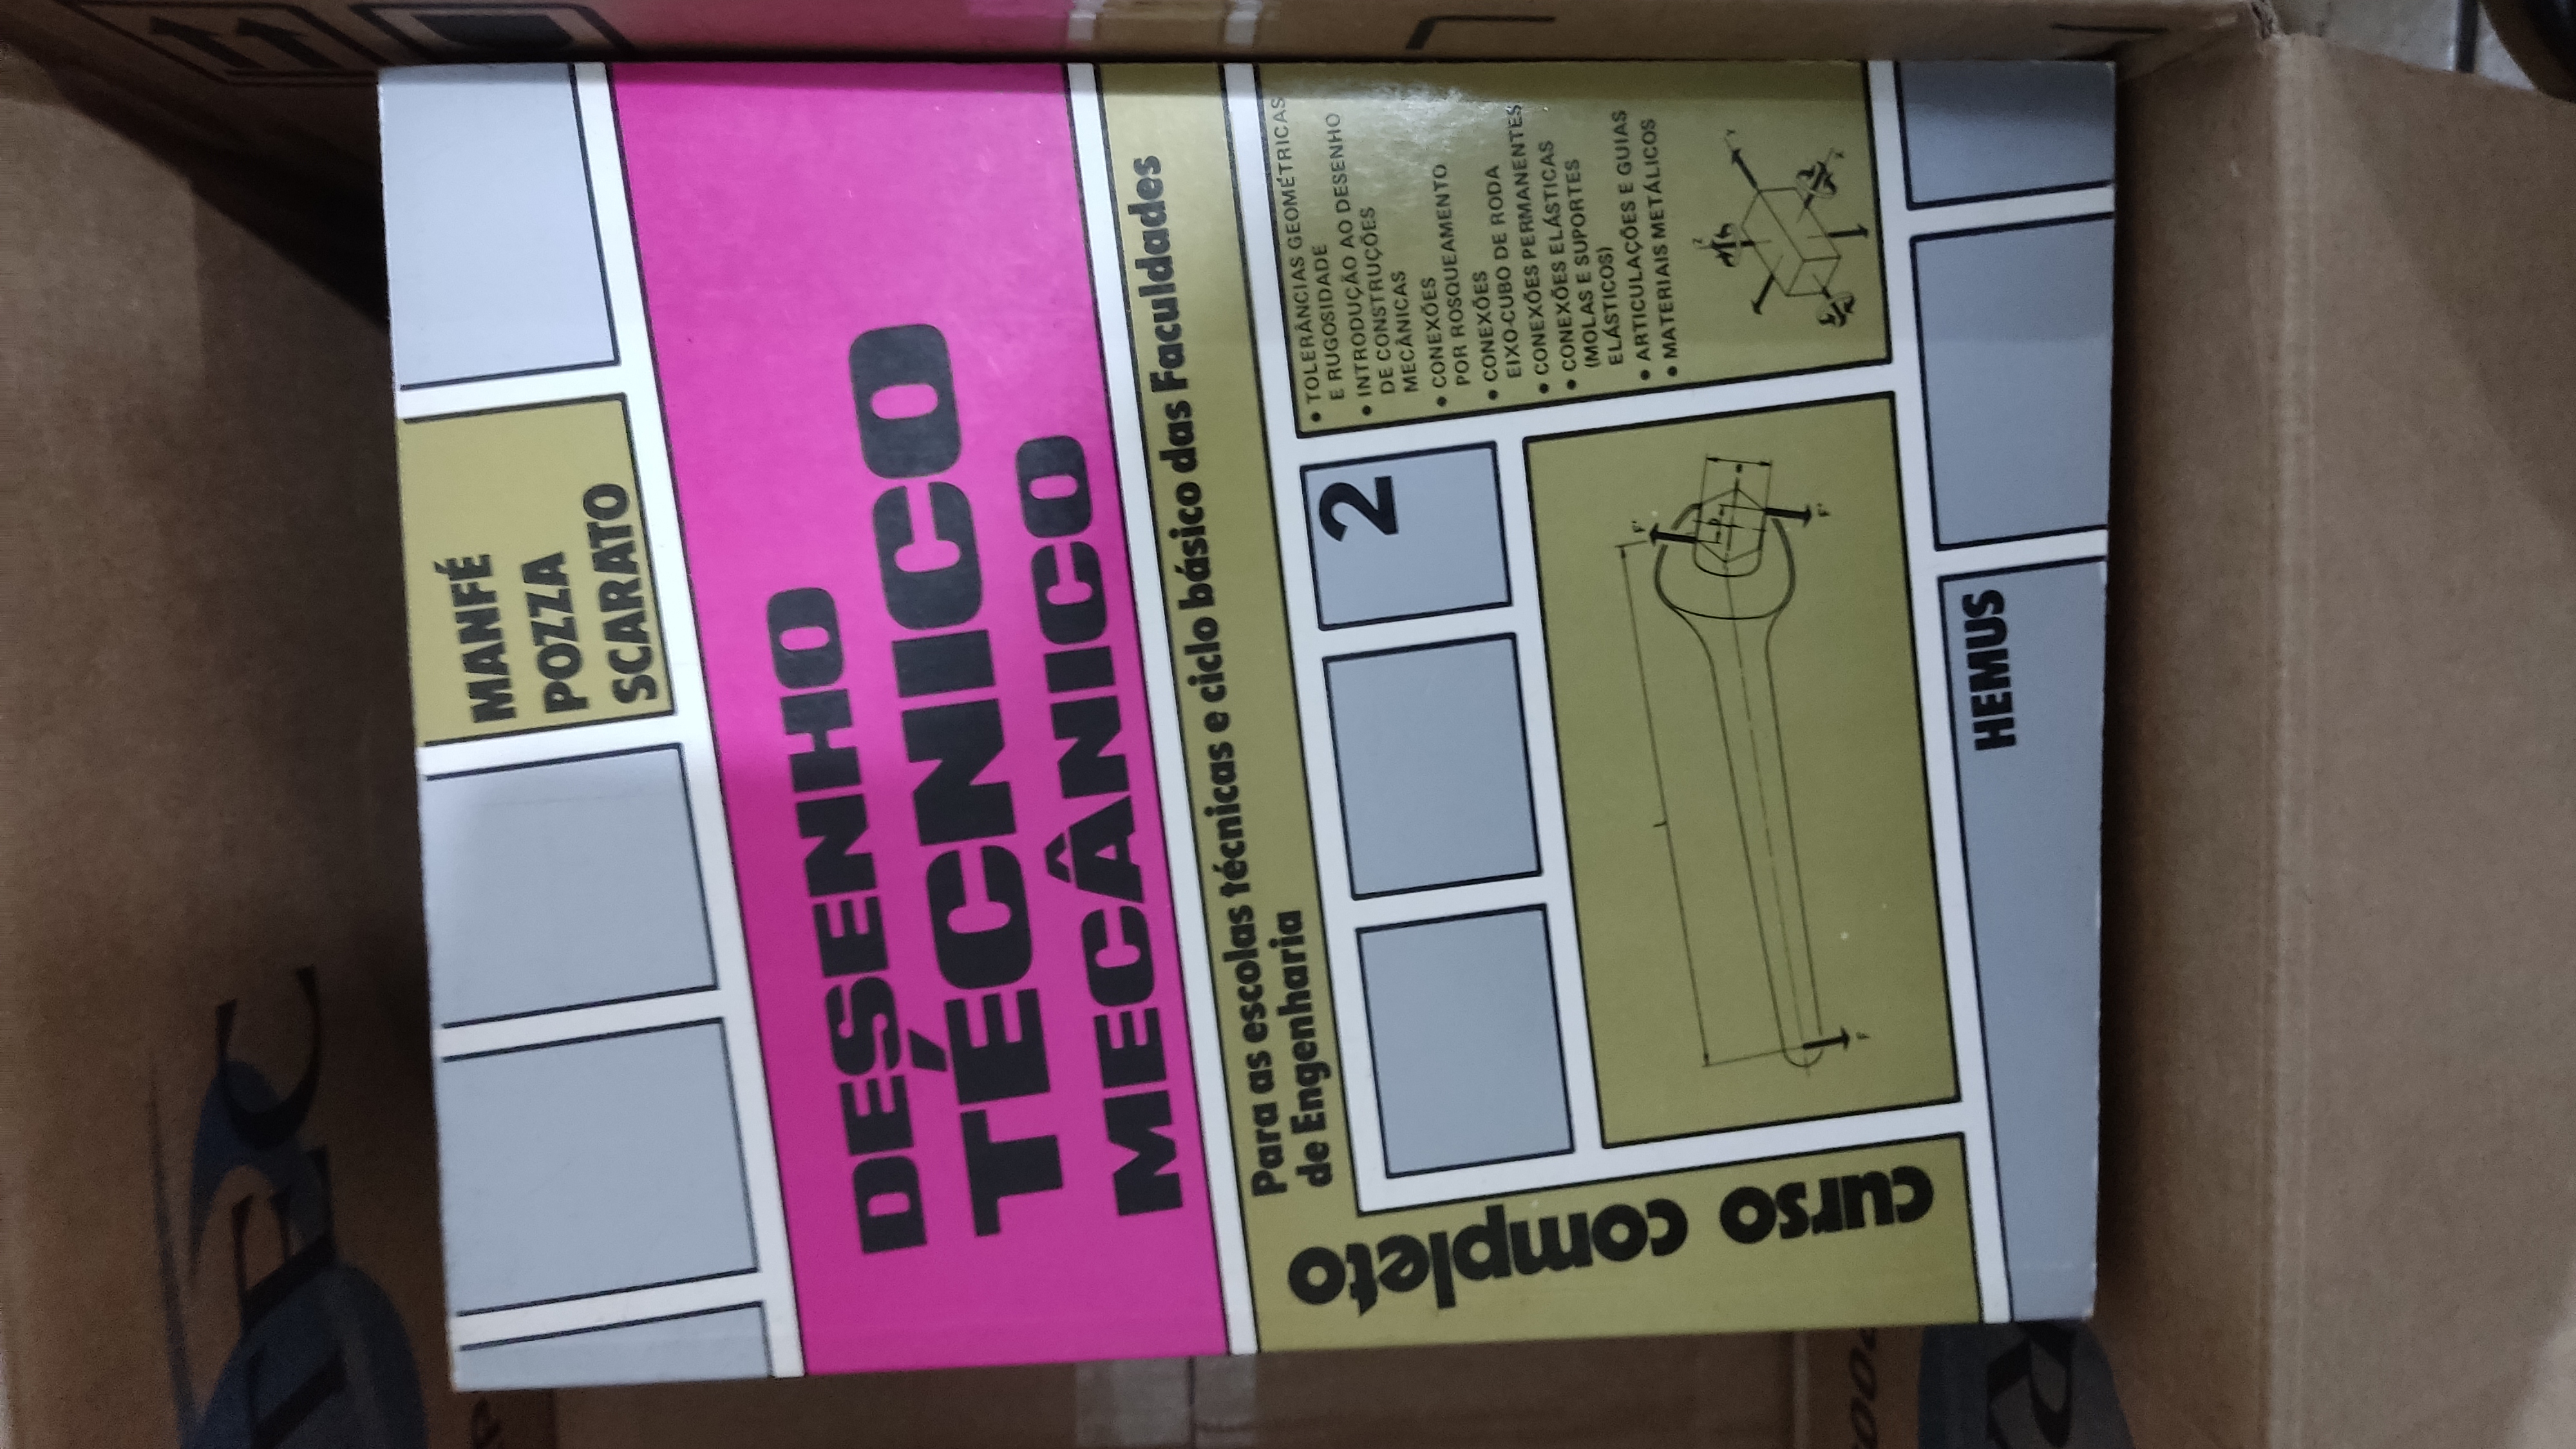 MANFÉ
POZZA
SCARATO
DESENHO
TÉCNICO
MECÂNICO
Para as escolas técnicas e ciclo básico das Faculdades
de Engenharia
curso completo
2
• TOLERÂNCIAS GEOMÉTRICAS
E RUGOSIDADE
• INTRODUÇÃO AO DESENHO
DE CONSTRUÇÕES
MECÂNICAS
• CONEXÕES
POR ROSQUEAMENTO
• CONEXÕES
EIXO-CUBO DE RODA
• CONEXÕES PERMANENTES
• CONEXÕES ELÁSTICAS
(MOLAS E SUPORTES
ELÁSTICOS)
• ARTICULAÇÕES E GUIAS
• MATERIAIS METÁLICOS
HEMUS